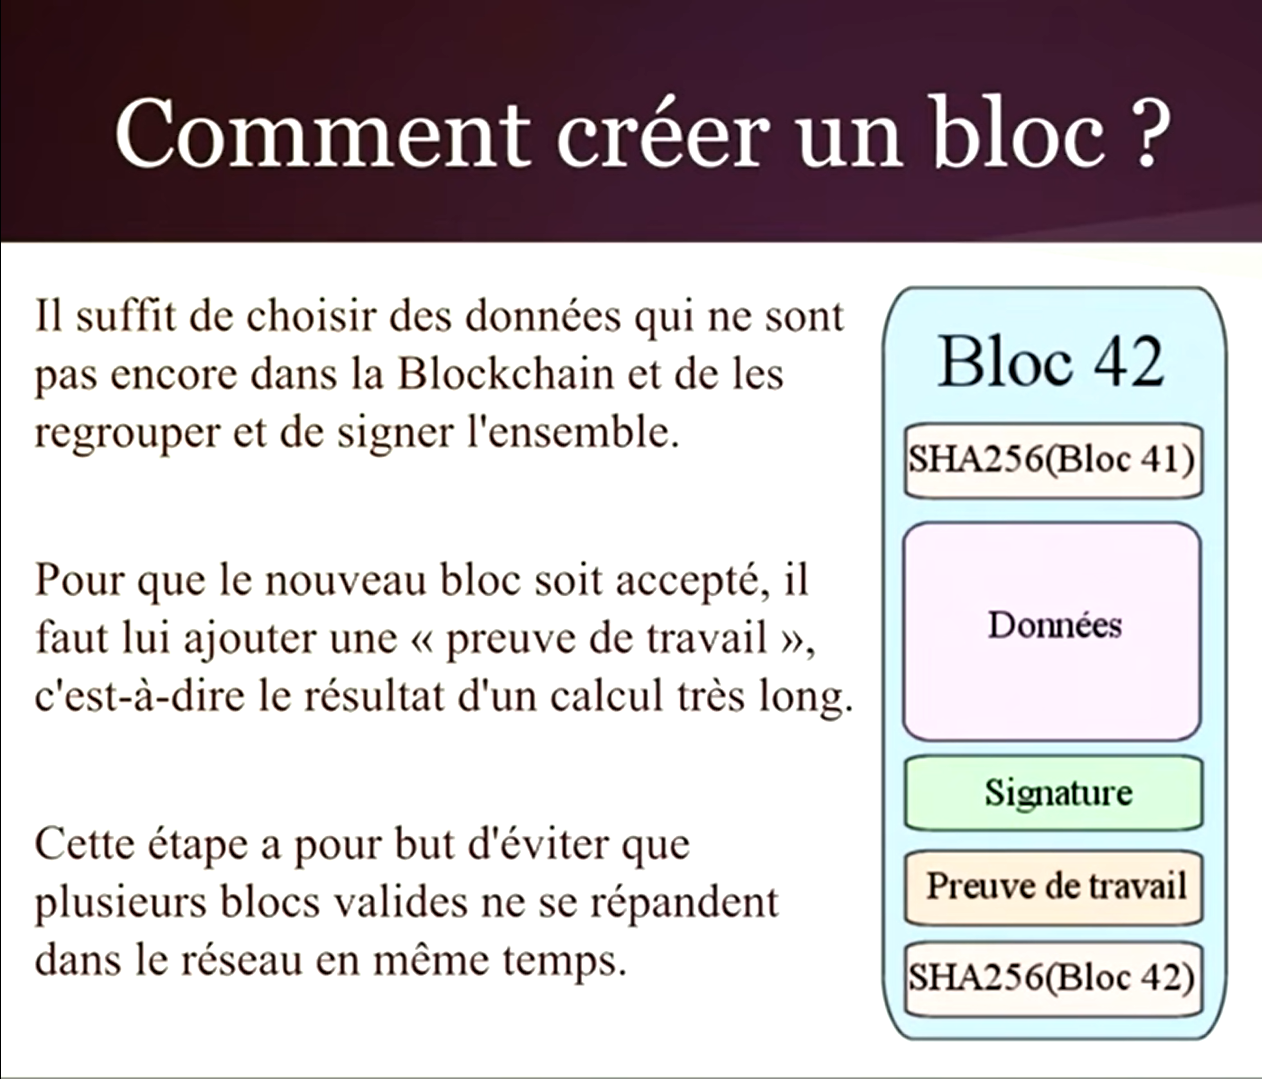 Comment créer un bloc ?
Il suffit de choisir des données qui ne sont
pas encore dans la Blockchain et de les
regrouper et de signer l'ensemble.
Pour que le nouveau bloc soit accepté, il
faut lui ajouter une « preuve de travail »,
c'est-à-dire le résultat d'un calcul très long.
Cette étape a pour but d'éviter que
plusieurs blocs valides ne se répandent
dans le réseau en même temps.
Bloc 42
SHA256(Bloc 41)
Données
Signature
Preuve de travail
SHA256(Bloc 42)